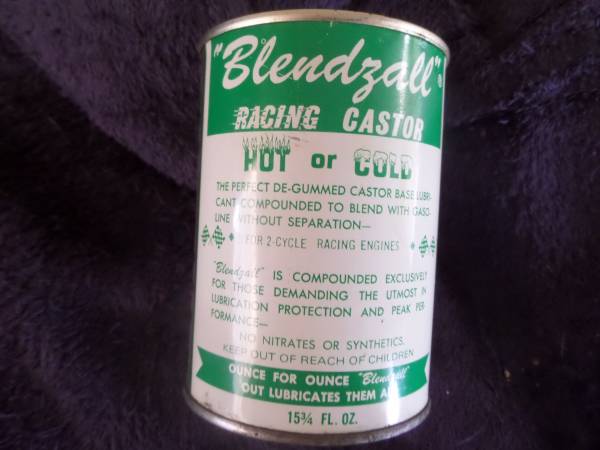 "Blendzall"®
RACING CASTOR
HOT or COLD
THE PERFECT DE-GUMMED CASTOR BASE LUBRI-
CANT COMPOUNDED TO BLEND WITH GASO-
LINE WITHOUT SEPARATION—
FOR 2-CYCLE RACING ENGINES
"Blendzall" IS COMPOUNDED EXCLUSIVELY
FOR THOSE DEMANDING THE UTMOST IN
LUBRICATION PROTECTION AND PEAK PER
FORMANCE—
NO NITRATES OR SYNTHETICS.
KEEP OUT OF REACH OF CHILDREN
OUNCE FOR OUNCE "Blendzall"
OUT LUBRICATES THEM
15¾ FL. OZ.